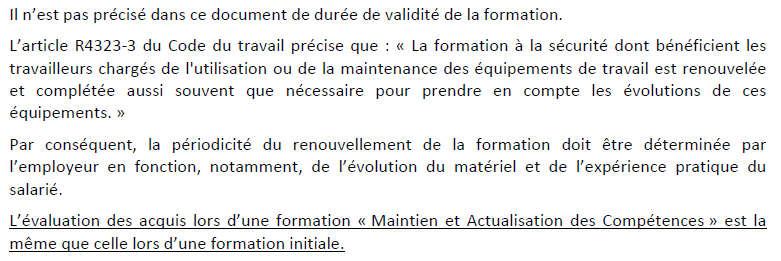 Il n’est pas précisé dans ce document de durée de validité de la formation.
L’article R4323-3 du Code du travail précise que : « La formation à la sécurité dont bénéficient les
travailleurs chargés de l'utilisation ou de la maintenance des équipements de travail est renouvelée
et complétée aussi souvent que nécessaire pour prendre en compte les évolutions de ces
équipements. »
Par conséquent, la périodicité du renouvellement de la formation doit être déterminée par
l’employeur en fonction, notamment, de l’évolution du matériel et de l’expérience pratique du
salarié.
L’évaluation des acquis lors d’une formation « Maintien et Actualisation des Compétences » est la
même que celle lors d’une formation initiale.